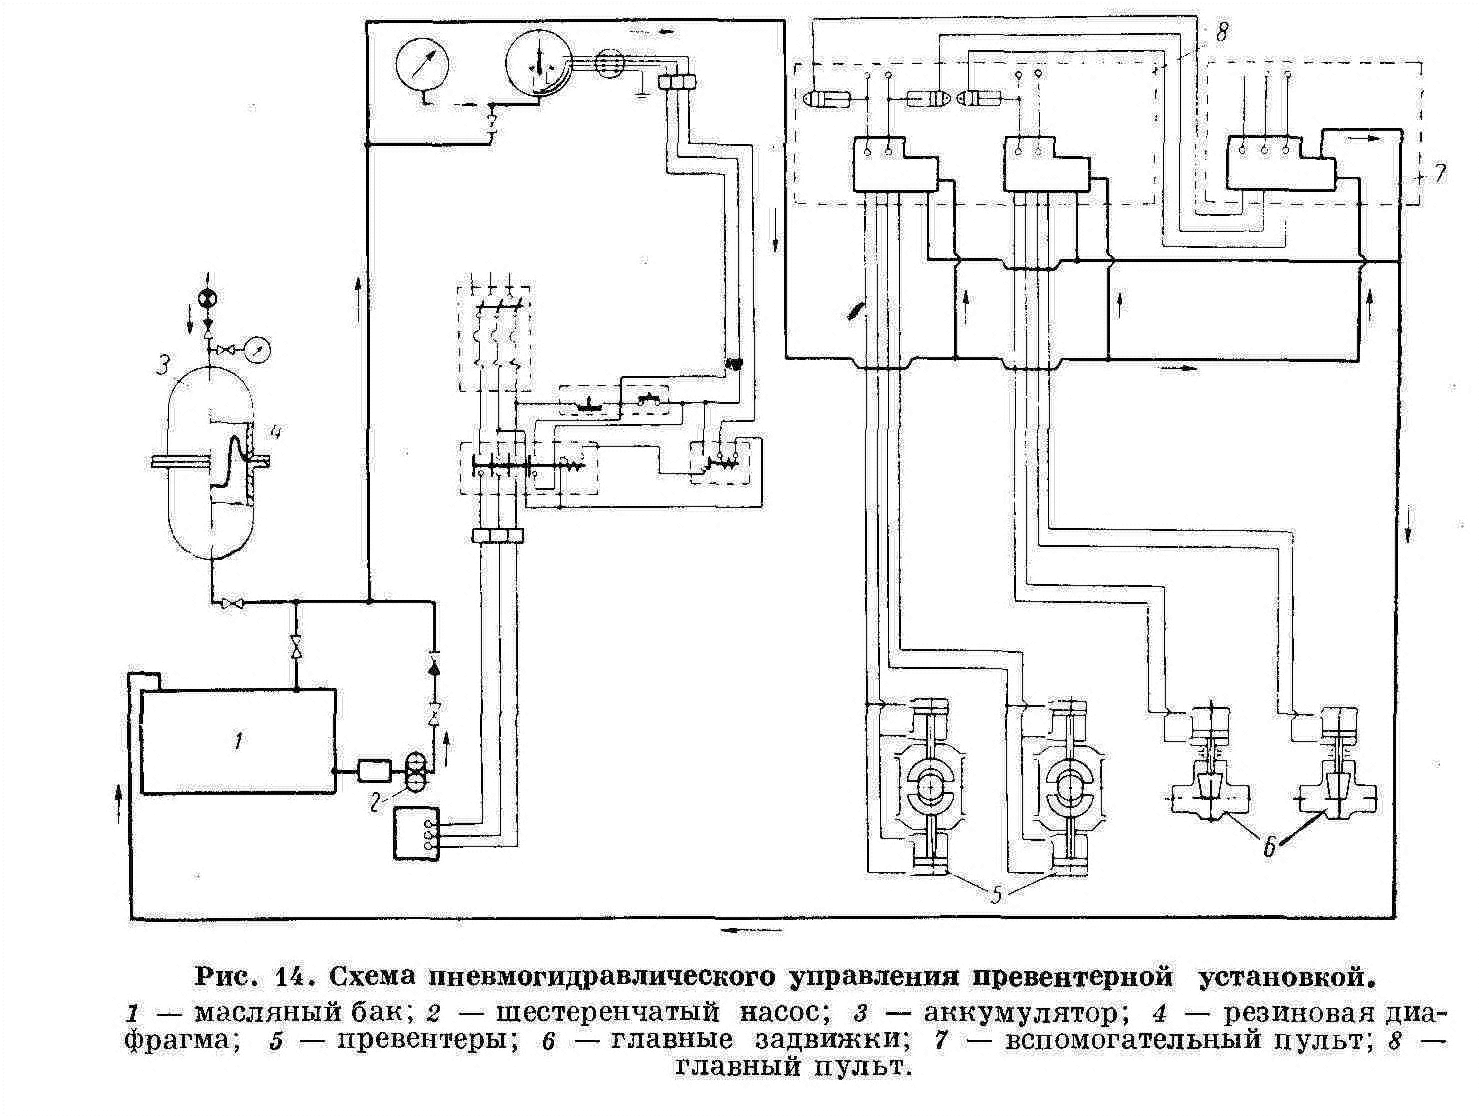 8
7
3
4
1
2
6
5
Рис. 14. Схема пневмогидравлического управления превентерной установкой.
1 — масляный бак; 2 — шестеренчатый насос; 3 — аккумулятор; 4 — резиновая диа-
фрагма; 5 — превентеры; 6 — главные задвижки; 7 — вспомогательный пульт; 8 —
главный пульт.